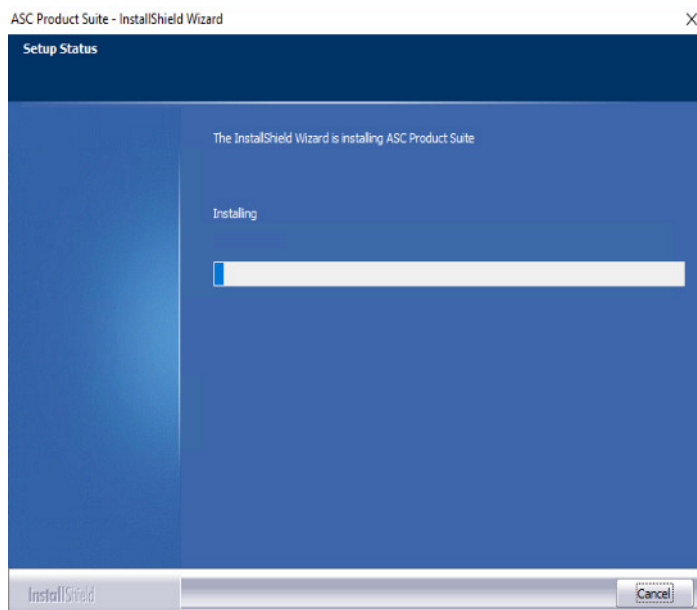 ASC Product Suite - InstallShield Wizard
Setup Status
The InstallShield Wizard is installing ASC Product Suite
Installing
InstallShield
Cancel